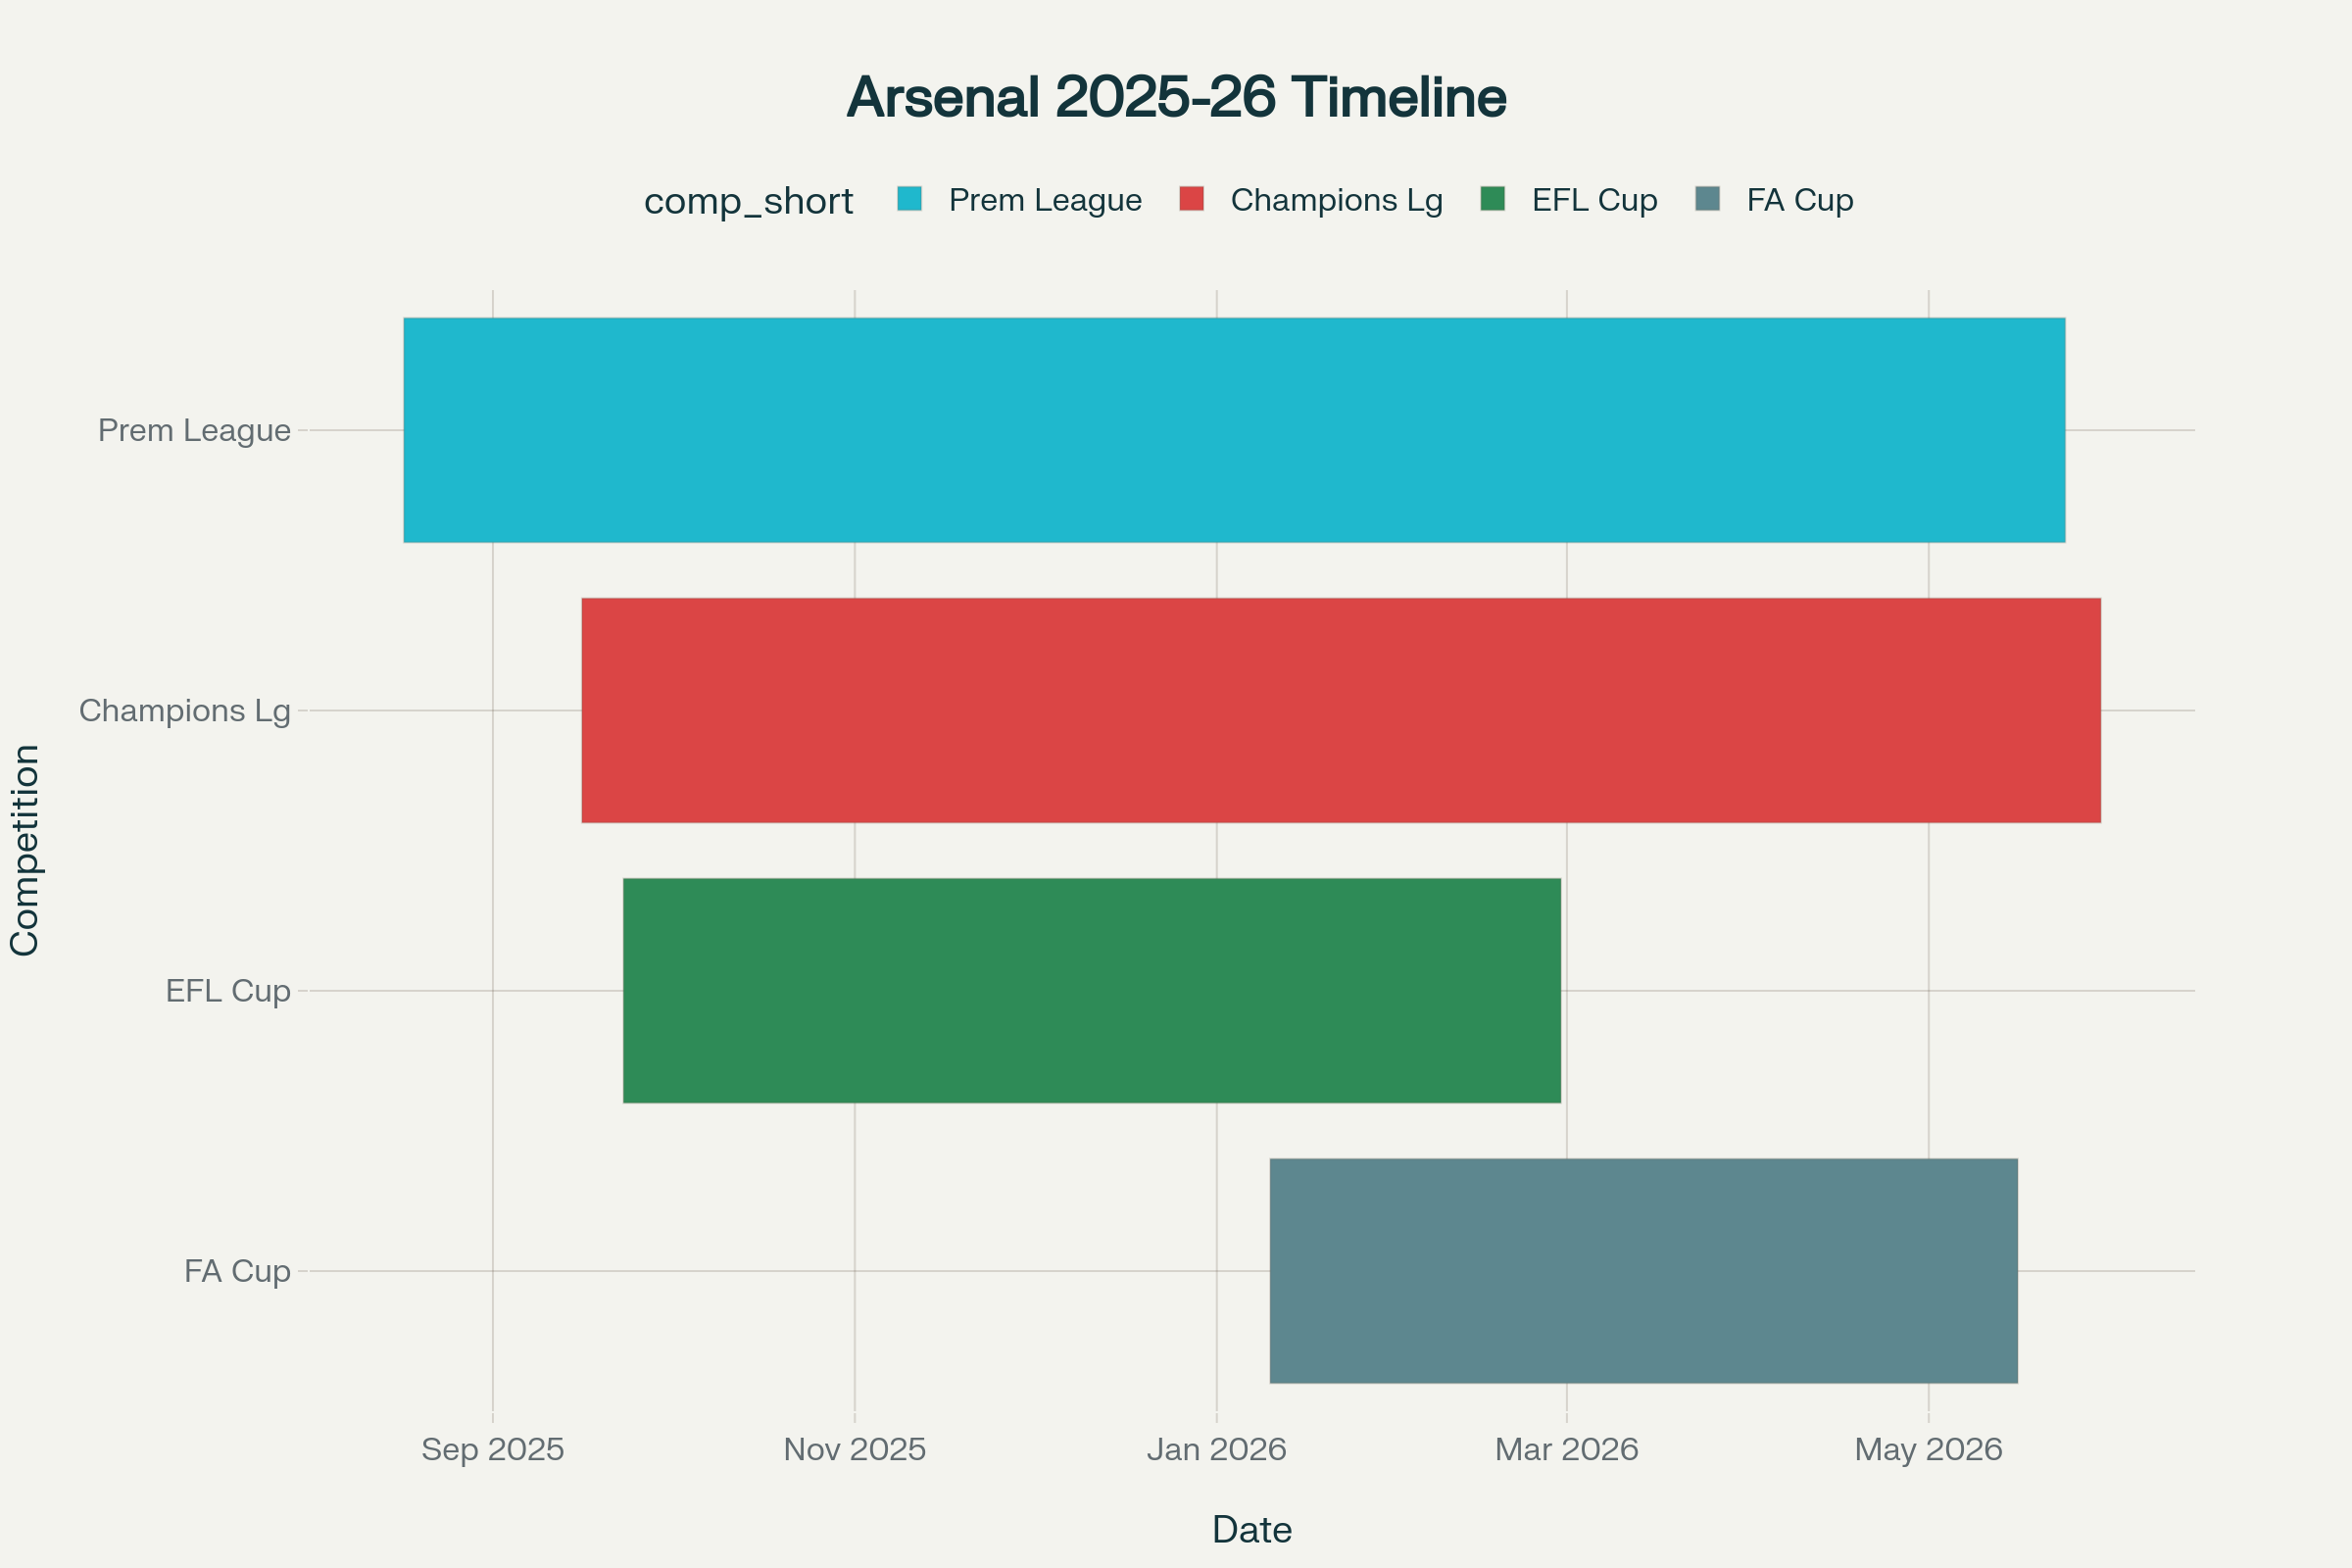 Arsenal 2025-26 Timeline
comp_short Prem League Champions Lg EFL Cup FA Cup
Prem League
Champions Lg
EFL Cup
FA Cup
Competition
Sep 2025 Nov 2025 Jan 2026 Mar 2026 May 2026
Date